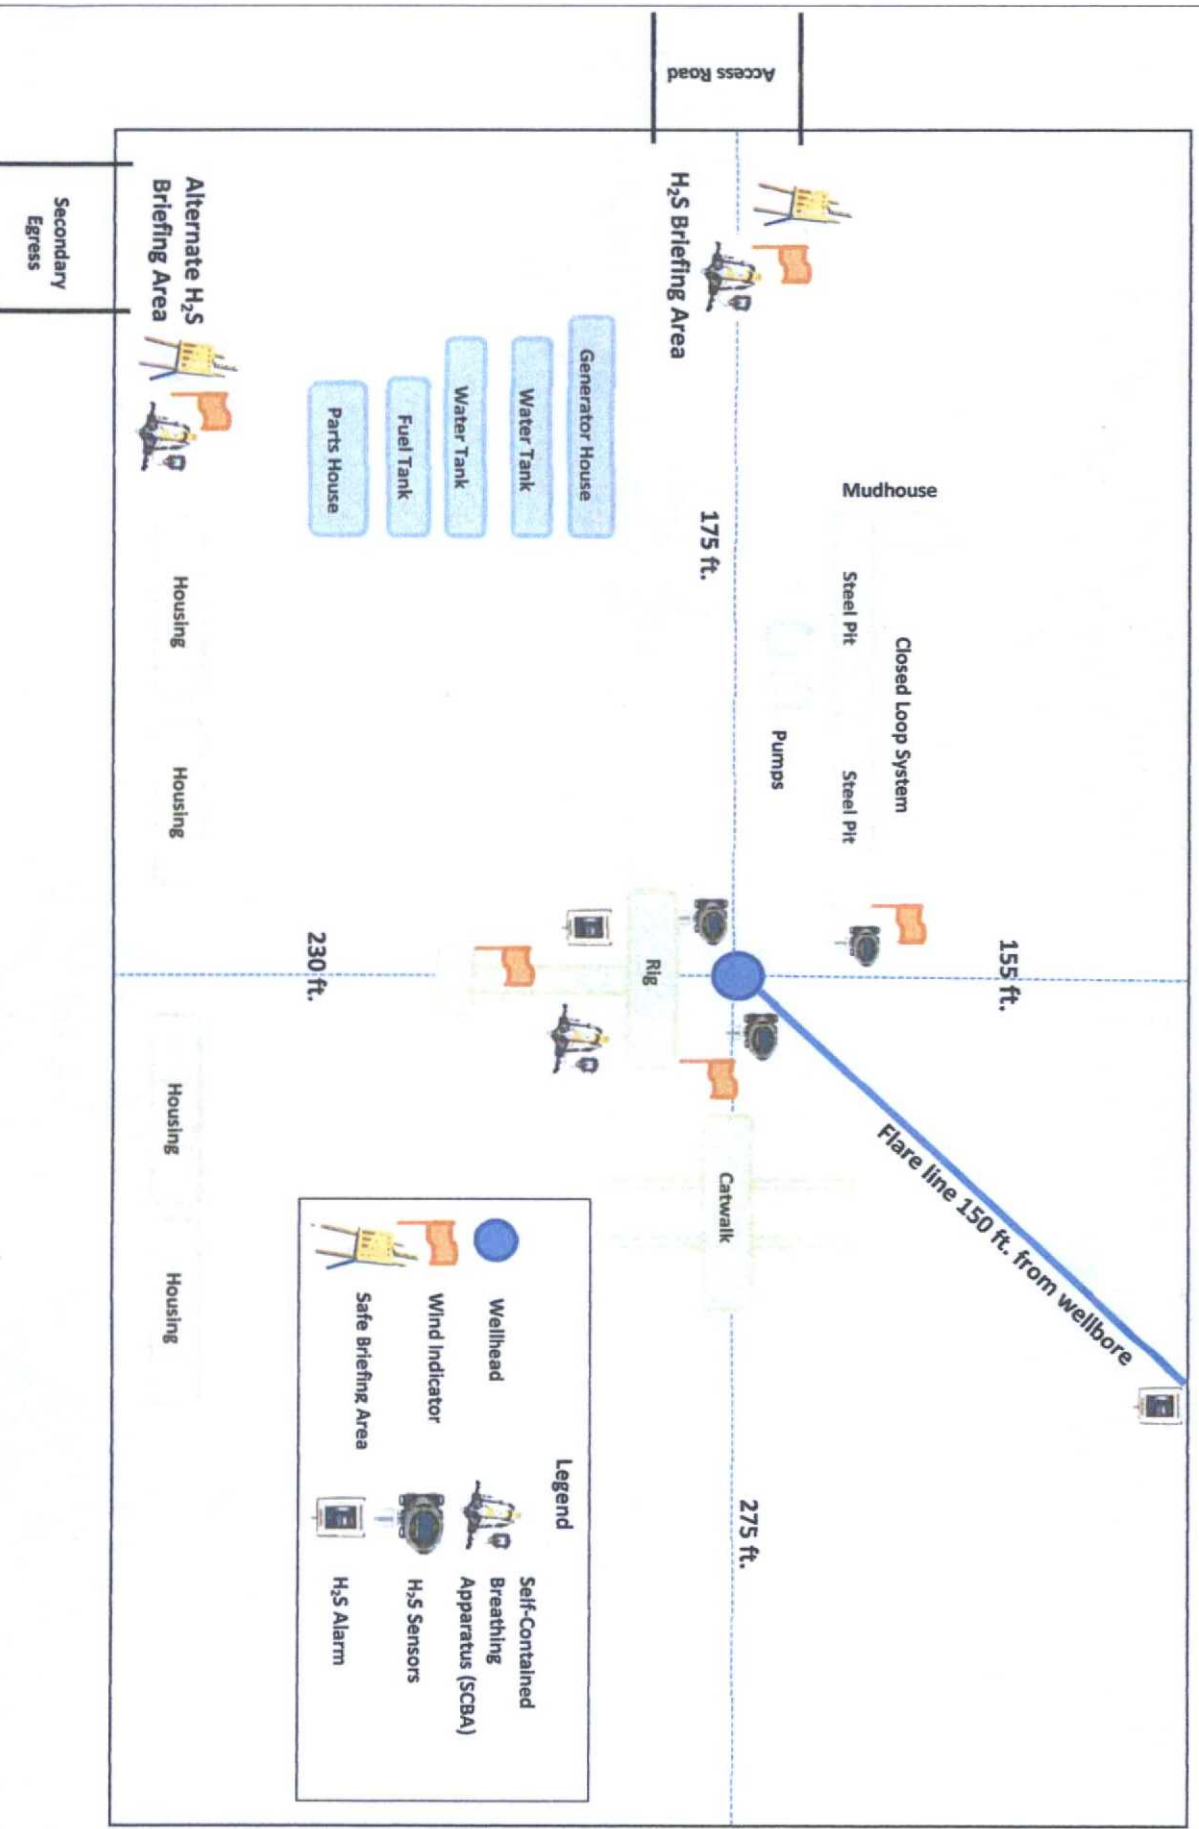 Access Road
Secondary
Egress
H₂S Briefing Area
Alternate H₂S
Briefing Area
Mudhouse
Steel Pit
Closed Loop System
Steel Pit
Pumps
175 ft.
Generator House
Water Tank
Water Tank
Fuel Tank
Parts House
Housing
Housing
Housing
Housing
155 ft.
Rig
230 ft.
Catwalk
Flare line 150 ft. from wellbore
275 ft.
Legend
Wellhead
Wind Indicator
Safe Briefing Area
Self-Contained
Breathing
Apparatus (SCBA)
H₂S Sensors
H₂S Alarm